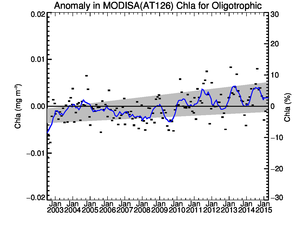 Anomaly in MODISA(AT126) Chla for Oligotrophic
0.02
0.01
0.00
-0.01
-0.02
Chla (mg m⁻³)
30
20
10
0
-10
-20
-30
Chla (%)
Jan Jan Jan Jan Jan Jan Jan Jan Jan Jan Jan Jan Jan
2003 2004 2005 2006 2007 2008 2009 2010 2011 2012 2013 2014 2015